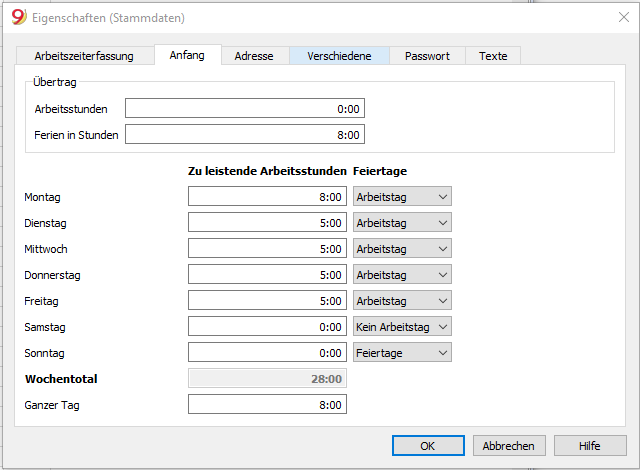 9 Eigenschaften (Stammdaten)
Arbeitszeiterfassung Anfang Adresse Verschiedene Passwort Texte
Übertrag
Arbeitsstunden 0:00
Ferien in Stunden 8:00
Zu leistende Arbeitsstunden Feiertage
Montag 8:00 Arbeitstag
Dienstag 5:00 Arbeitstag
Mittwoch 5:00 Arbeitstag
Donnerstag 5:00 Arbeitstag
Freitag 5:00 Arbeitstag
Samstag 0:00 Kein Arbeitstag
Sonntag 0:00 Feiertage
Wochentotal 28:00
Ganzer Tag 8:00
OK Abbrechen Hilfe